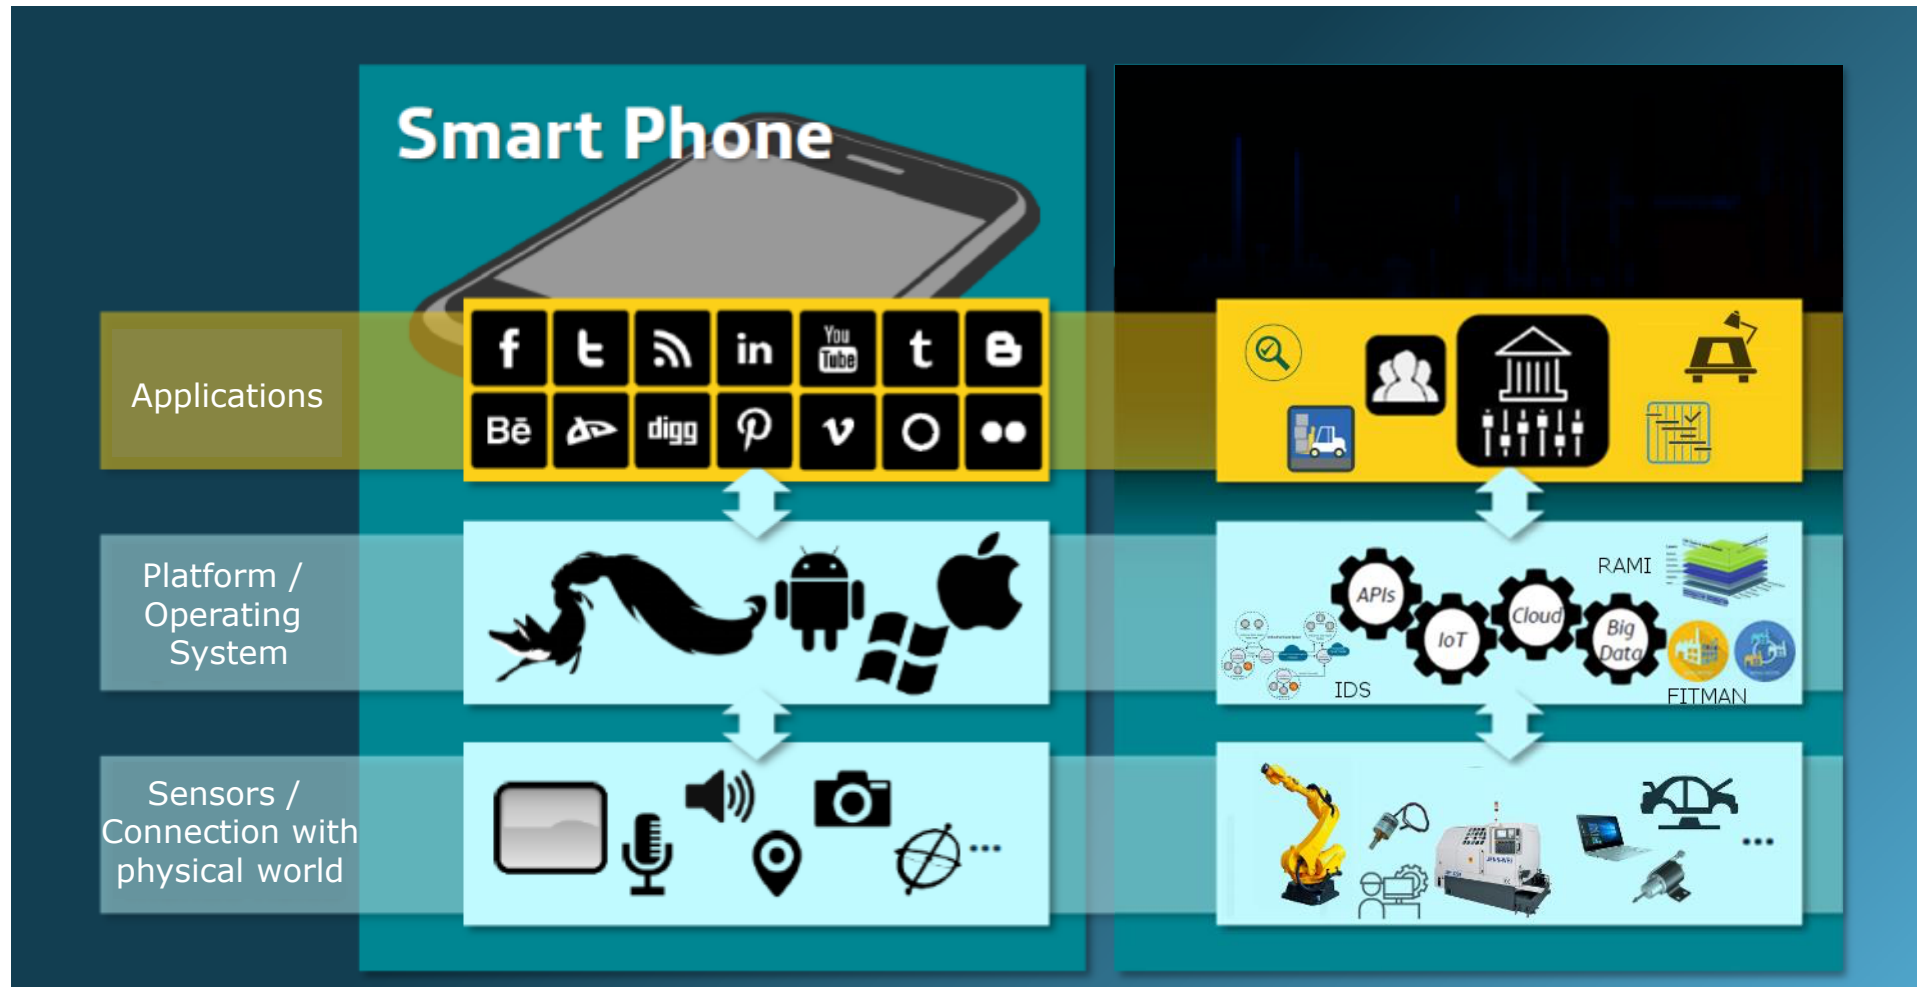 Smart Phone
Applications
f
t
in
You
Tube
t
B
Bē
digg
Platform /
Operating
System
APIs
IoT
Cloud
Big
Data
RAMI
IDS
FITMAN
Sensors /
Connection with
physical world
...
...